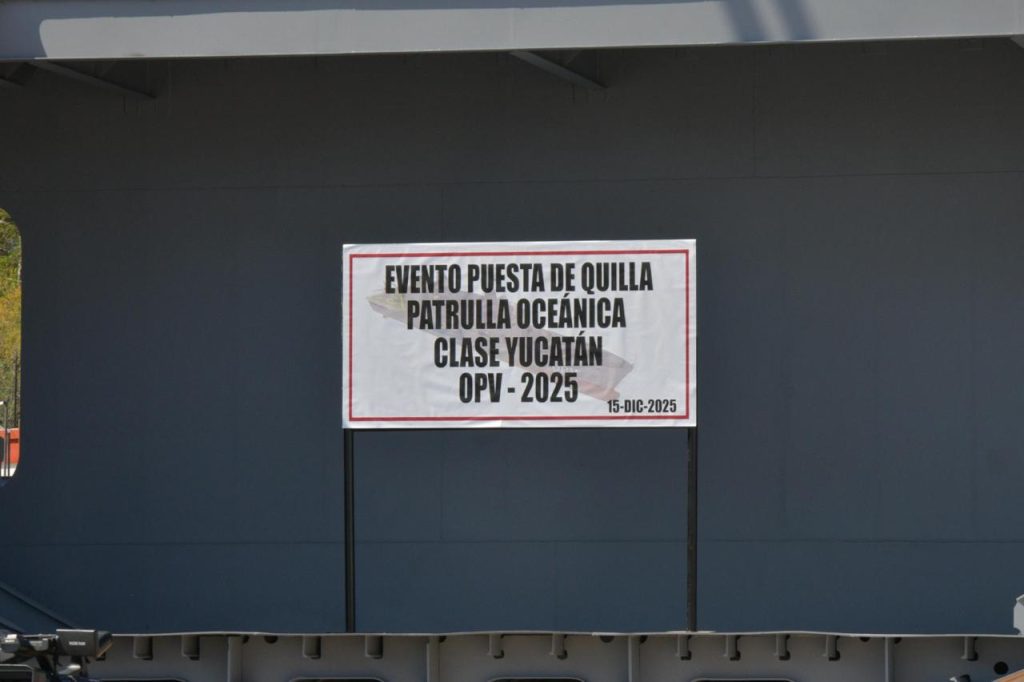 EVENTO PUESTA DE QUILLA
PATRULLA OCEÁNICA
CLASE YUCATÁN
OPV - 2025
15-DIC-2025